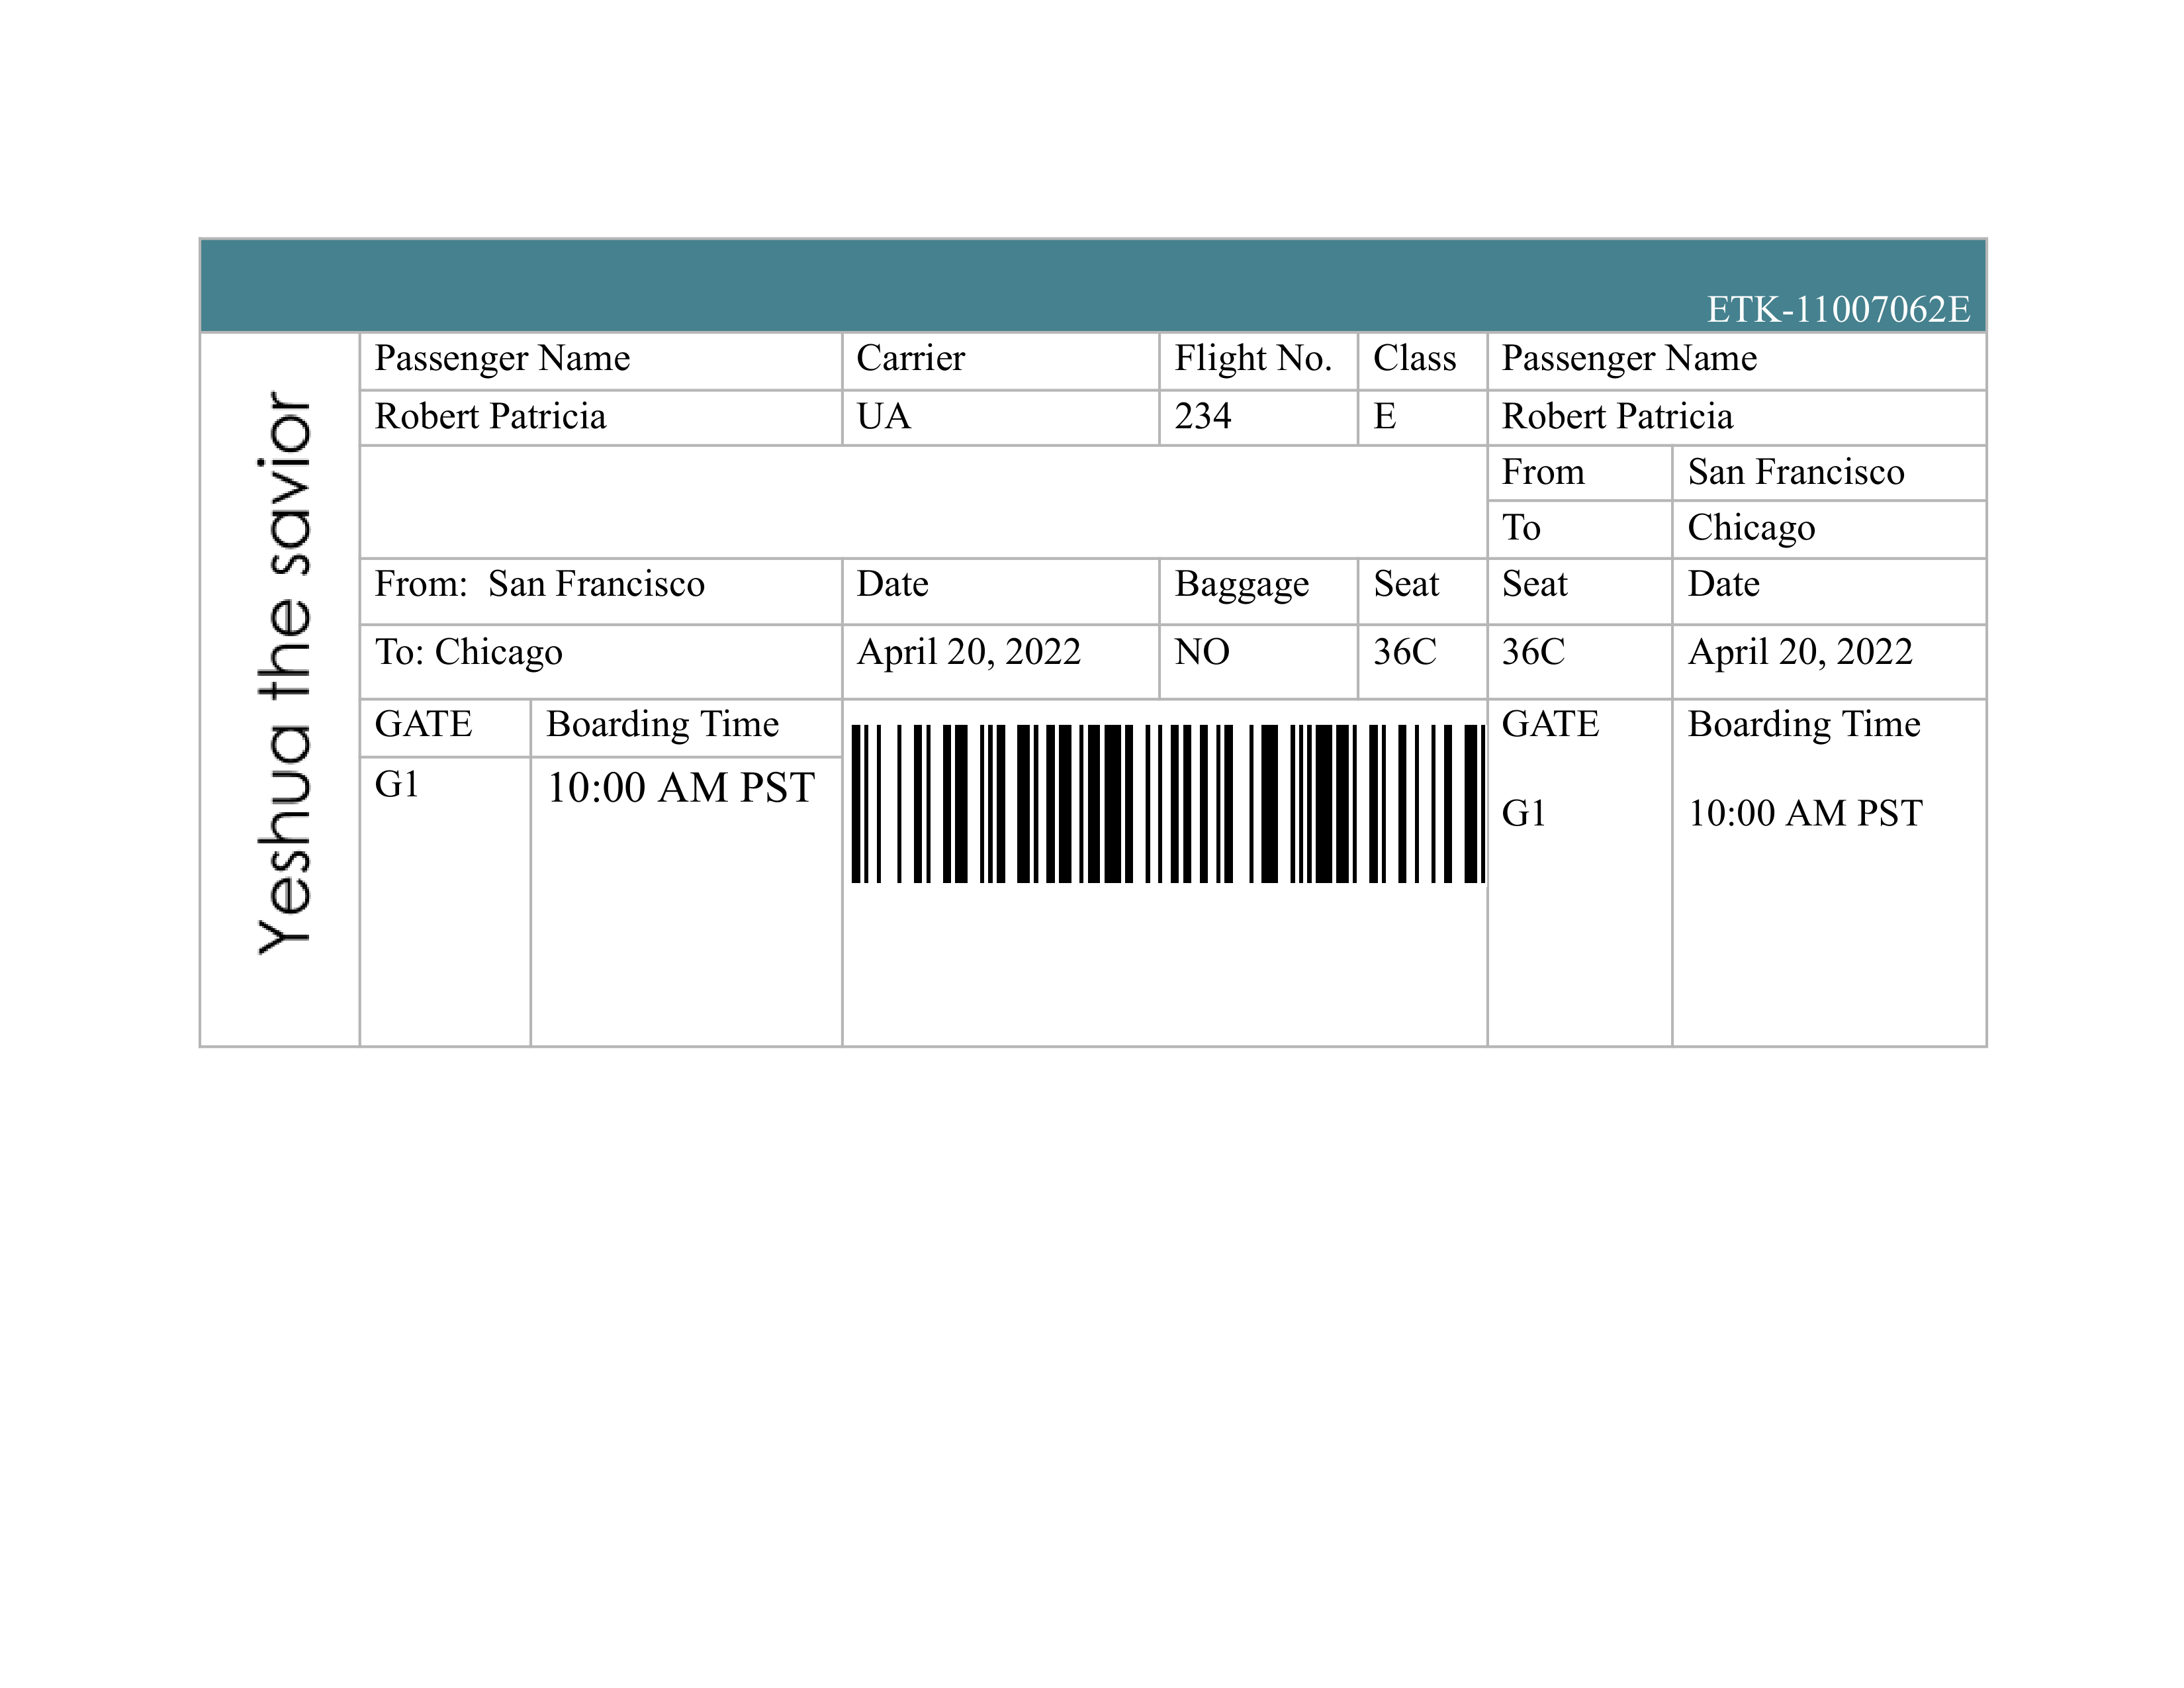 ETK-11007062E
Yeshua the savior
Passenger Name Carrier Flight No. Class Passenger Name
Robert Patricia UA 234 E Robert Patricia
From San Francisco
To Chicago
From: San Francisco Date Baggage Seat Seat Date
To: Chicago April 20, 2022 NO 36C 36C April 20, 2022
GATE Boarding Time GATE Boarding Time
G1 10:00 AM PST G1 10:00 AM PST